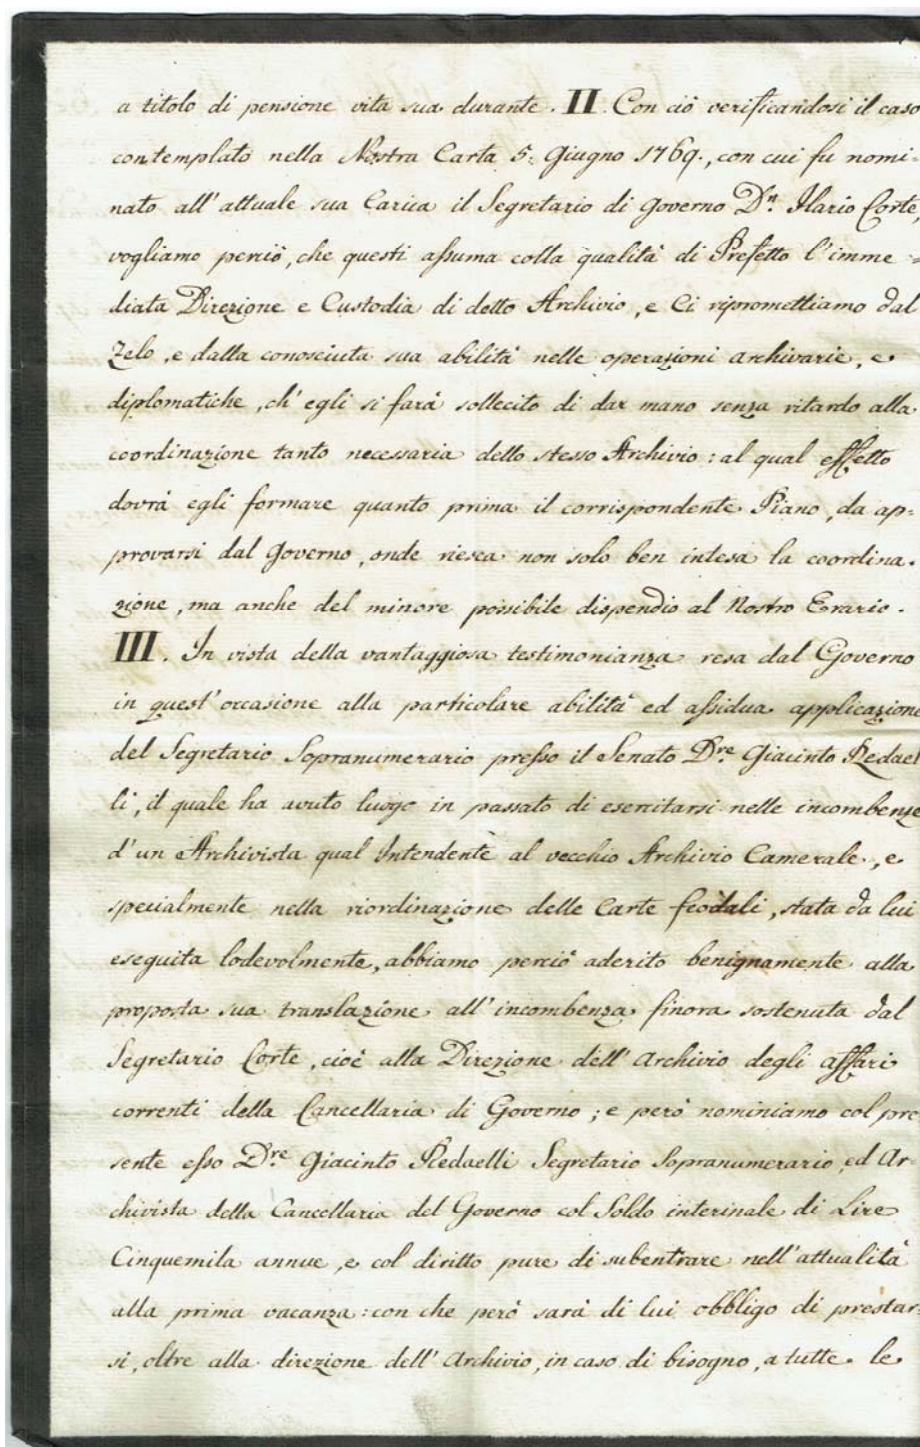 a titolo di pensione vita sua durante. II. Con ciò verificandosi il caso
contemplato nella Nostra Carta 5. Giugno 1769., con cui fu nomi=
nato all'attuale sua Carica il Segretario di Governo Dn. Ilario Corte,
vogliamo perciò, che questi assuma colla qualità di Prefetto l'imme=
diata Direzione e Custodia di detto Archivio, e Ci ripromettiamo dal
Zelo, e dalla conosciuta sua abilità nelle operazioni archivarie, e
diplomatiche, ch'egli si farà sollecito di dar mano senza ritardo alla
coordinazione tanto necessaria dello stesso Archivio: al qual effetto
dovrà egli formare quanto prima il corrispondente Piano, da ap=
provarsi dal Governo, onde riesca non solo ben intesa la coordina=
zione, ma anche del minore possibile dispendio al Nostro Erario.
III. In vista della vantaggiosa testimonianza resa dal Governo
in quest'occasione alla particolare abilità ed assidua applicazione
del Segretario Sopranumerario presso il Senato Dre. Giacinto Redael
li, il quale ha avuto luogo in passato di esercitarsi nelle incombenze
d'un Archivista qual Intendente al vecchio Archivio Camerale, e
specialmente nella riordinazione delle Carte feodali, stata da lui
eseguita lodevolmente, abbiamo perciò aderito benignamente alla
proposta sua translazione all'incombenza finora sostenuta dal
Segretario Corte, cioè alla Direzione dell'Archivio degli affari
correnti della Cancellaria di Governo; e però nominiamo col pre
sente esso Dre. Giacinto Redaelli Segretario Sopranumerario, ed Ar=
chivista della Cancellaria del Governo col Soldo interinale di Lire
Cinquemila annue, e col diritto pure di subentrare nell'attualità
alla prima vacanza: con che però sarà di lui obbligo di prestar=
si, oltre alla direzione dell'Archivio, in caso di bisogno, a tutte le